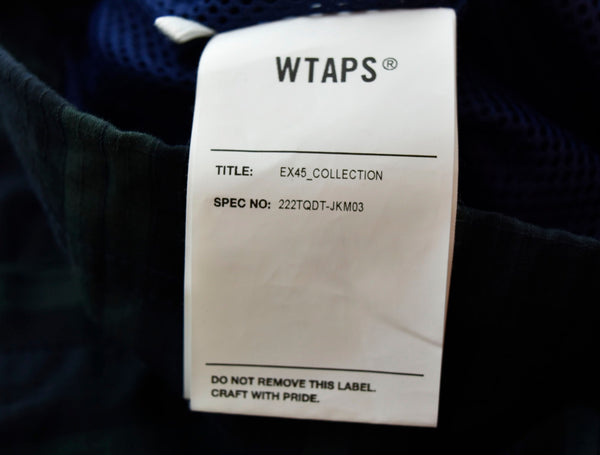 WTAPS®
TITLE: EX45_COLLECTION
SPEC NO: 222TQDT-JKM03
DO NOT REMOVE THIS LABEL.
CRAFT WITH PRIDE.